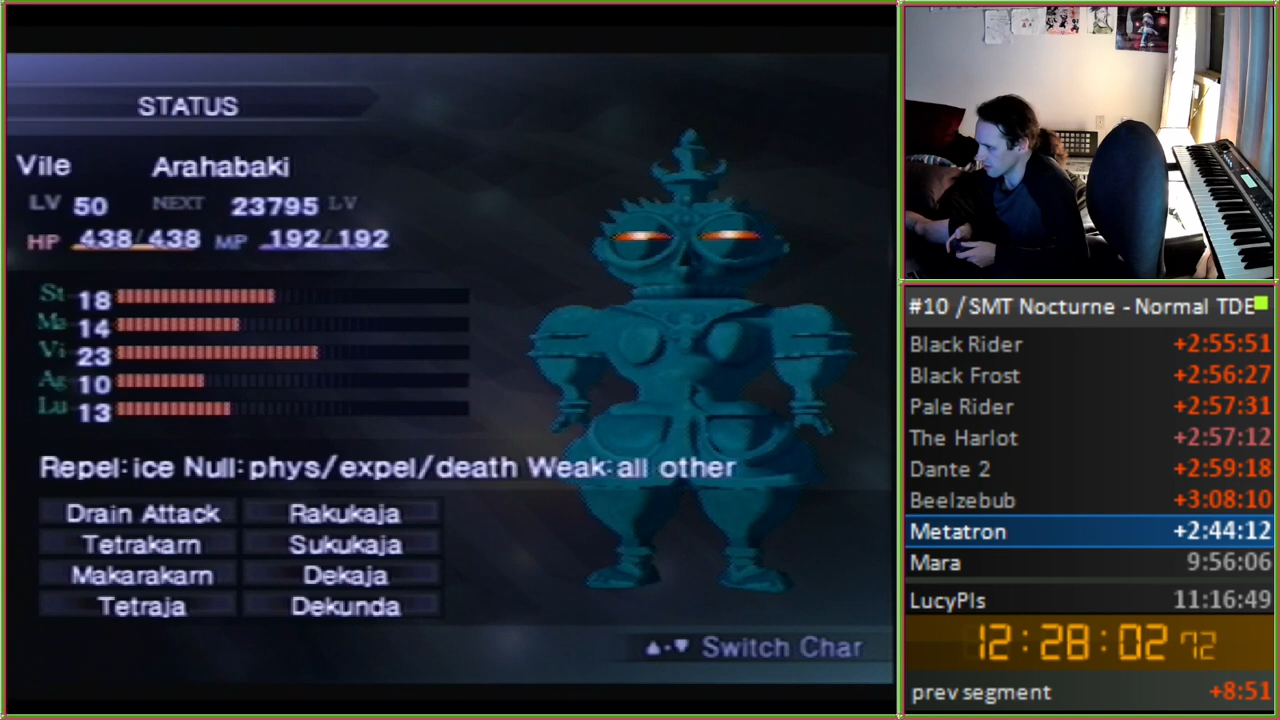 STATUS
Vile Arahabaki
LV 50 NEXT 23795 LV
HP 438/438 MP 192/192
St 18
Ma 14
Vi 23
Ag 10
Lu 13
Repel:ice Null:phys/expel/death Weak:all other
Drain Attack Rakukaja
Tetrakarn Sukukaja
Makarakarn Dekaja
Tetraja Dekunda
▲·▼ Switch Char
#10 / SMT Nocturne - Normal TDE
Black Rider +2:55:51
Black Frost +2:56:27
Pale Rider +2:57:31
The Harlot +2:57:12
Dante 2 +2:59:18
Beelzebub +3:08:10
Metatron +2:44:12
Mara 9:56:06
LucyPls 11:16:49
12:28:02 72
prev segment +8:51